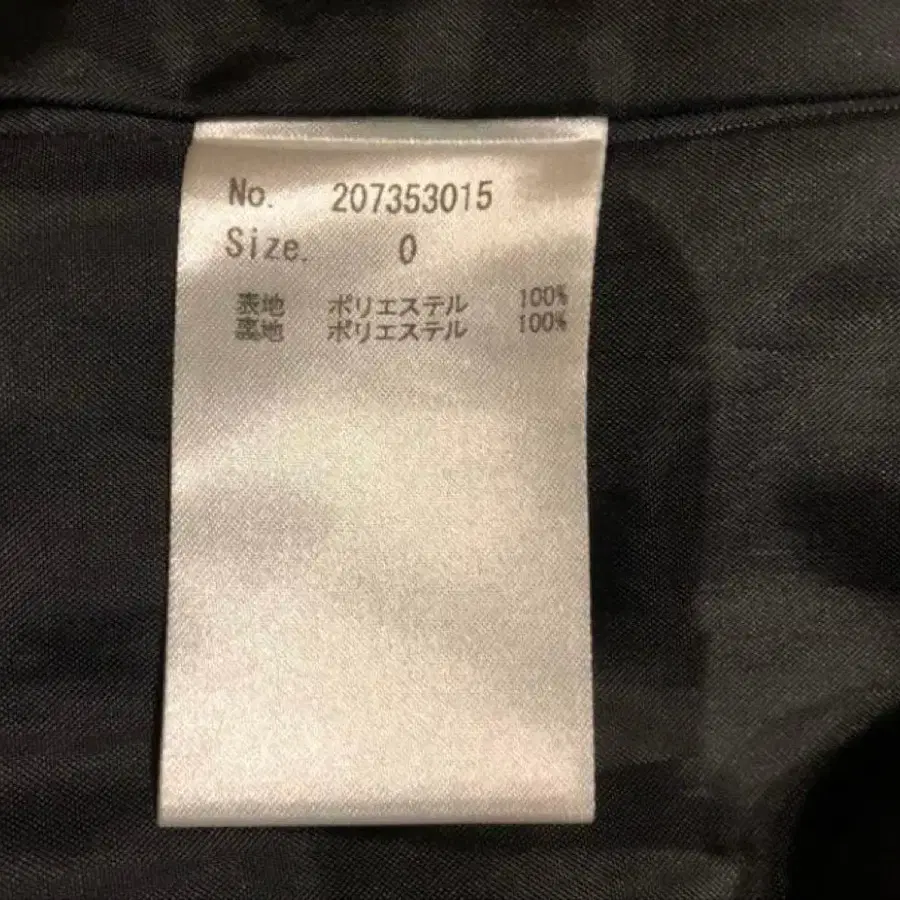 No. 207353015
Size. 0
表地 ポリエステル 100%
裏地 ポリエステル 100%